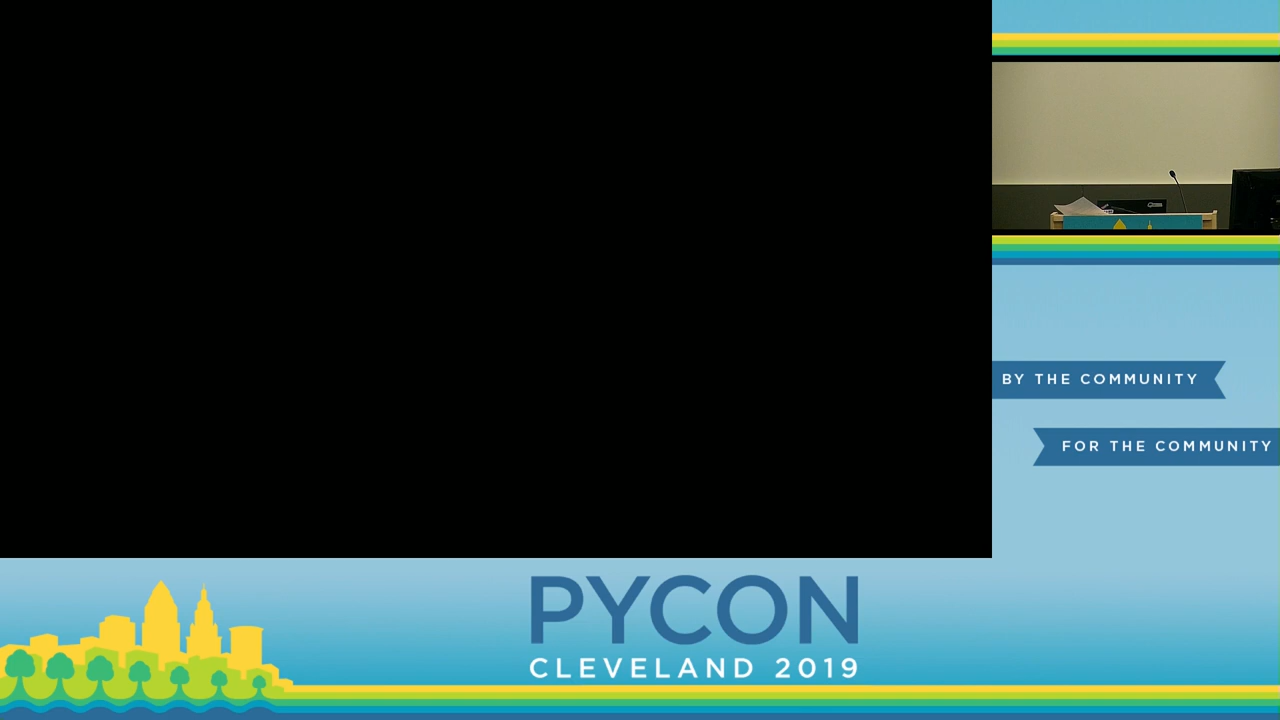 BY THE COMMUNITY
FOR THE COMMUNITY
PYCON
CLEVELAND 2019